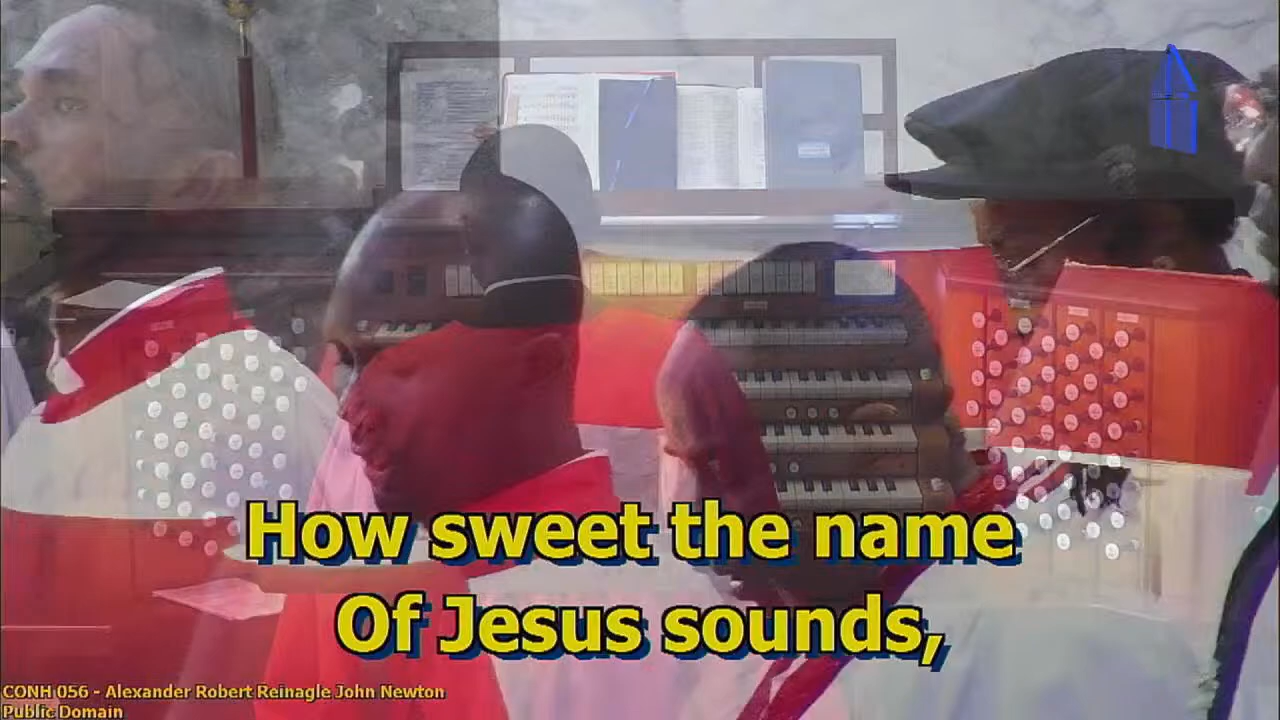 How sweet the name
Of Jesus sounds,
CONH 056 - Alexander Robert Reinagle John Newton
Public Domain